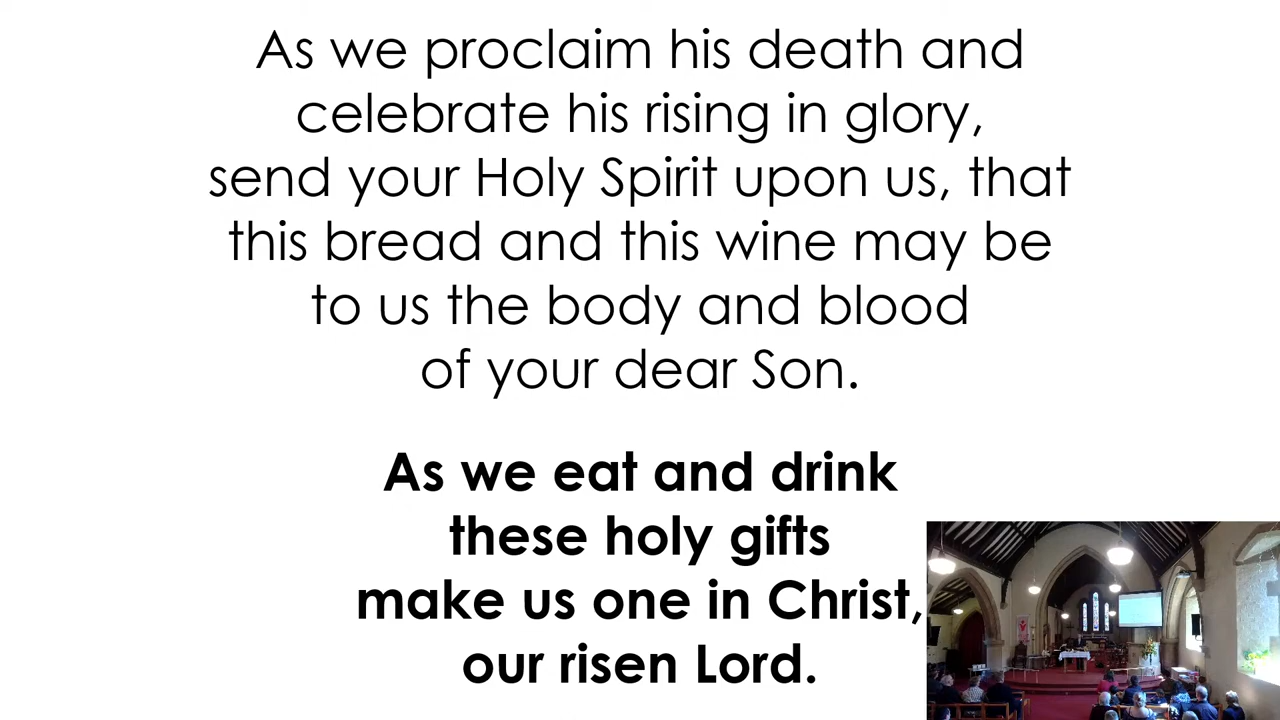 As we proclaim his death and
celebrate his rising in glory,
send your Holy Spirit upon us, that
this bread and this wine may be
to us the body and blood
of your dear Son.
As we eat and drink
these holy gifts
make us one in Christ,
our risen Lord.